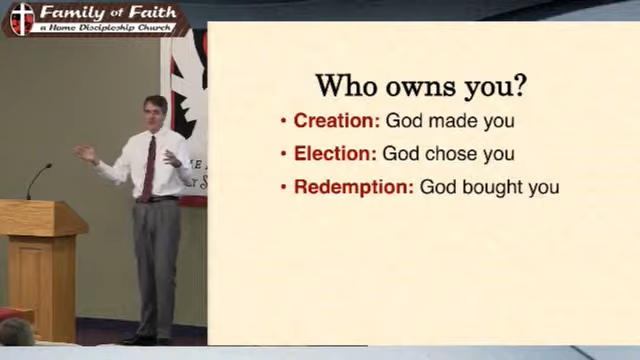 Family of Faith
a Home Discipleship Church
Who owns you?
• Creation: God made you
• Election: God chose you
• Redemption: God bought you